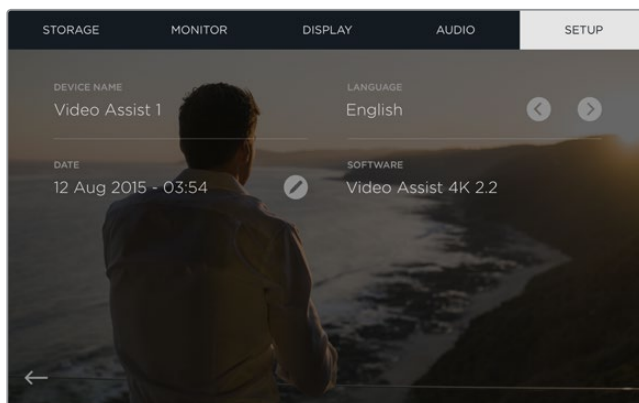 STORAGE MONITOR DISPLAY AUDIO SETUP
DEVICE NAME LANGUAGE
Video Assist 1 English
DATE SOFTWARE
12 Aug 2015 - 03:54 Video Assist 4K 2.2